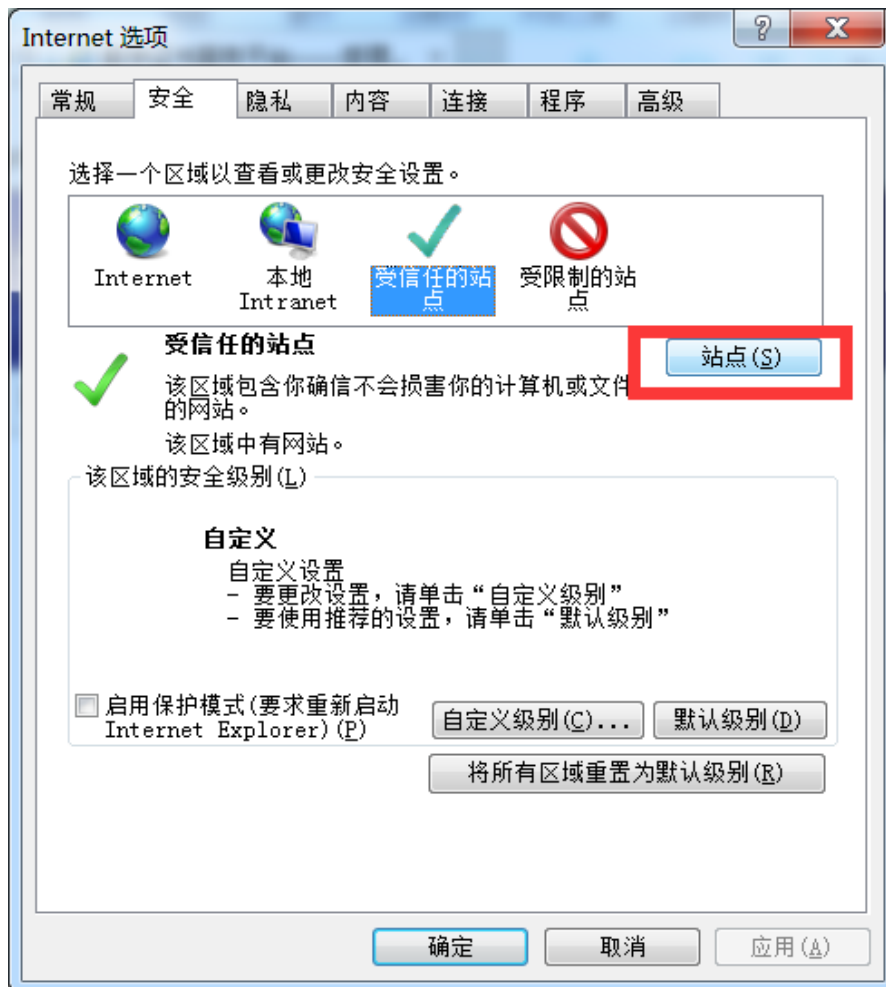 Internet 选项
常规 安全 隐私 内容 连接 程序 高级
选择一个区域以查看或更改安全设置。
Internet
本地
Intranet
受信任的站
点
受限制的站
点
受信任的站点
站点(S)
该区域包含你确信不会损害你的计算机或文件
的网站。
该区域中有网站。
该区域的安全级别(L)
自定义
自定义设置
- 要更改设置，请单击“自定义级别”
- 要使用推荐的设置，请单击“默认级别”
启用保护模式(要求重新启动
Internet Explorer)(P)
自定义级别(C)... 默认级别(D)
将所有区域重置为默认级别(R)
确定 取消 应用(A)